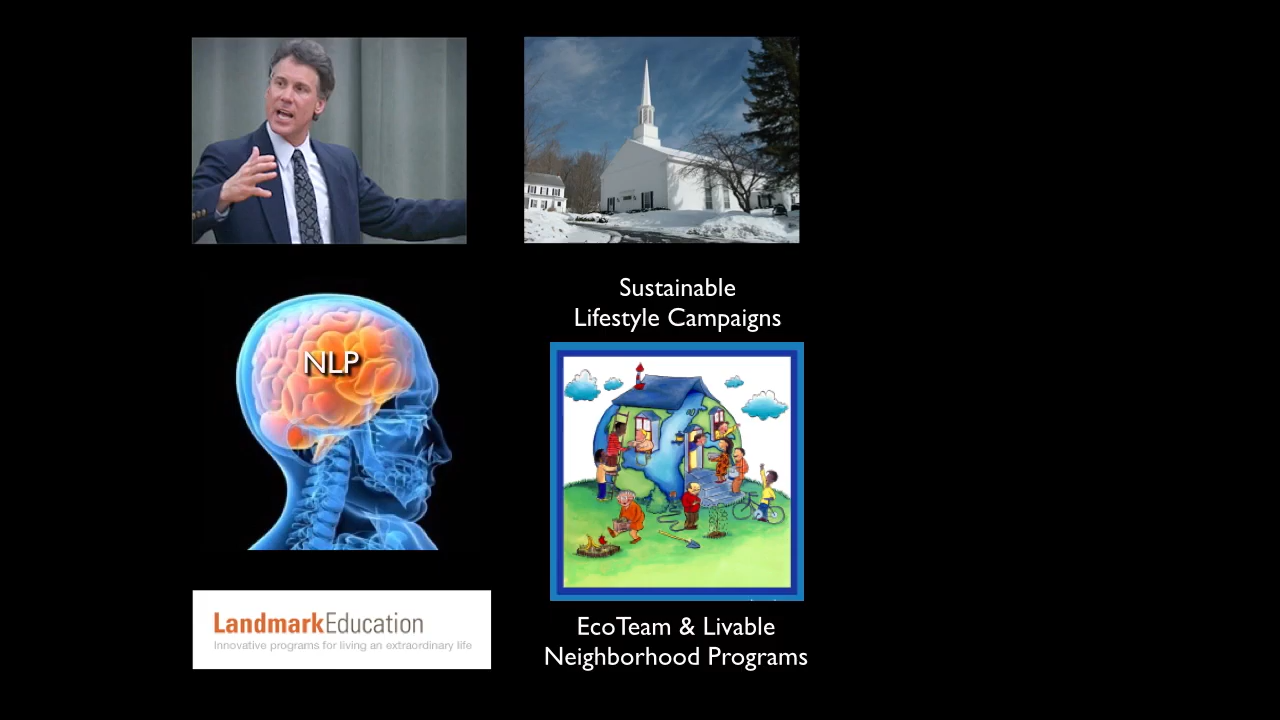 Sustainable
Lifestyle Campaigns
NLP
LandmarkEducation
Innovative programs for living an extraordinary life
EcoTeam & Livable
Neighborhood Programs